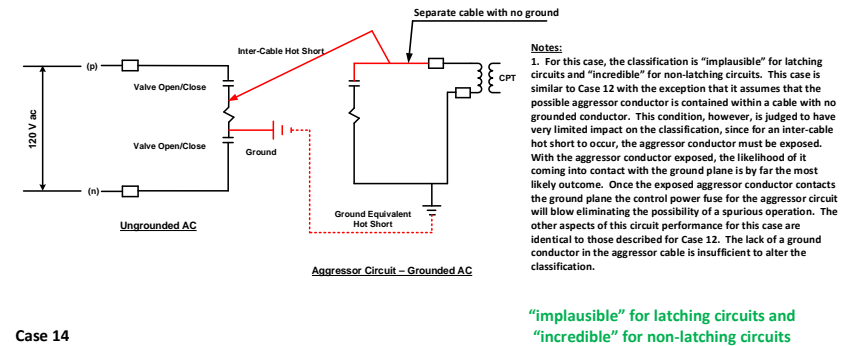 Separate cable with no ground
Inter-Cable Hot Short
(p)
Valve Open/Close
120 V ac
Valve Open/Close
Ground
(n)
Ungrounded AC
CPT
Ground Equivalent
Hot Short
Aggressor Circuit – Grounded AC
Notes:
1. For this case, the classification is “implausible” for latching
circuits and “incredible” for non-latching circuits. This case is
similar to Case 12 with the exception that it assumes that the
possible aggressor conductor is contained within a cable with no
grounded conductor. This condition, however, is judged to have
very limited impact on the classification, since for an inter-cable
hot short to occur, the aggressor conductor must be exposed.
With the aggressor conductor exposed, the likelihood of it
coming into contact with the ground plane is by far the most
likely outcome. Once the exposed aggressor conductor contacts
the ground plane the control power fuse for the aggressor circuit
will blow eliminating the possibility of a spurious operation. The
other aspects of this circuit performance for this case are
identical to those described for Case 12. The lack of a ground
conductor in the aggressor cable is insufficient to alter the
classification.
“implausible” for latching circuits and
“incredible” for non-latching circuits
Case 14